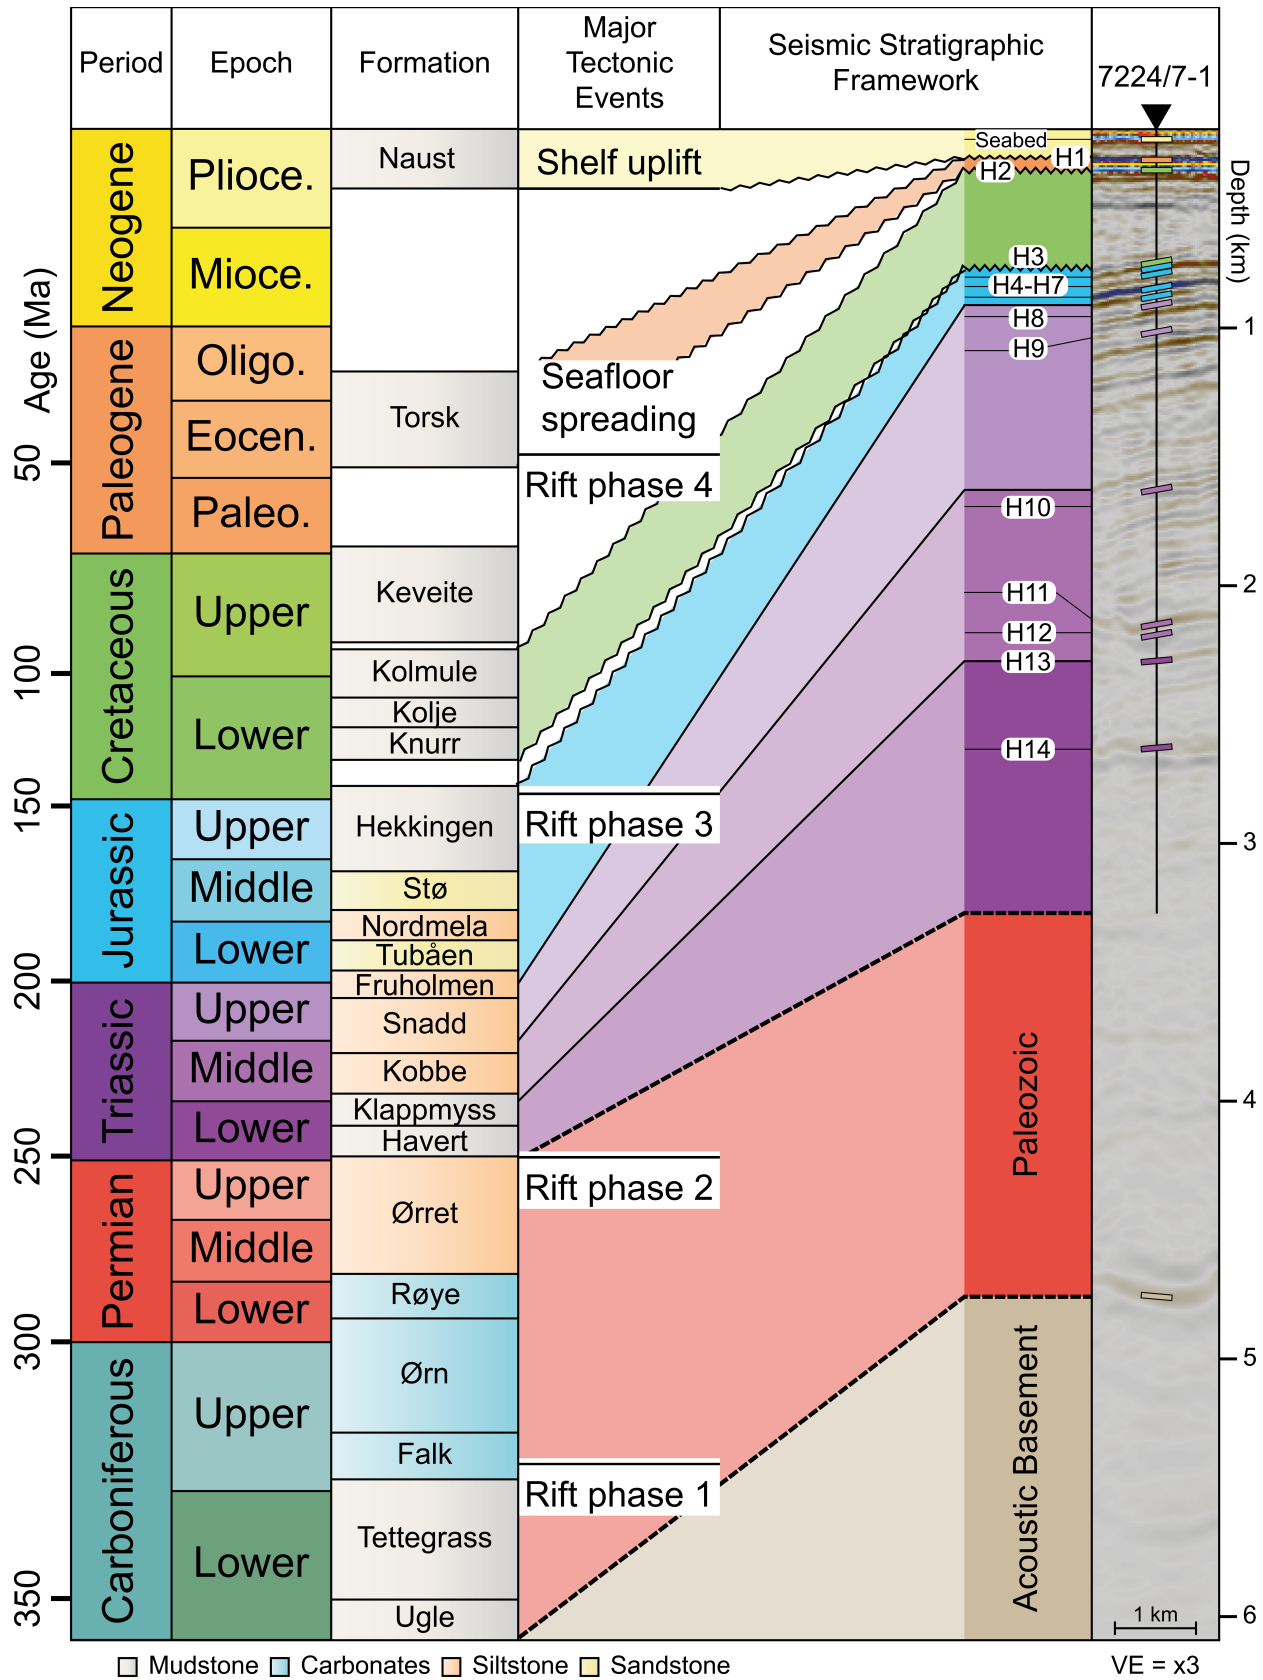 Period
Epoch
Formation
Major
Tectonic
Events
Seismic Stratigraphic
Framework
7224/7-1
Age (Ma)
50
100
150
200
250
300
350
Neogene
Paleogene
Cretaceous
Jurassic
Triassic
Permian
Carboniferous
Plioce.
Mioce.
Oligo.
Eocen.
Paleo.
Upper
Lower
Upper
Middle
Lower
Upper
Middle
Lower
Upper
Middle
Lower
Upper
Lower
Naust
Torsk
Keveite
Kolmule
Kolje
Knurr
Hekkingen
Stø
Nordmela
Tubåen
Fruholmen
Snadd
Kobbe
Klappmyss
Havert
Ørret
Røye
Ørn
Falk
Tettegrass
Ugle
Shelf uplift
Seafloor
spreading
Rift phase 4
Rift phase 3
Rift phase 2
Rift phase 1
Seabed
H1
H2
H3
H4-H7
H8
H9
H10
H11
H12
H13
H14
Paleozoic
Acoustic Basement
Depth (km)
1
2
3
4
5
6
1 km
VE = x3
Mudstone
Carbonates
Siltstone
Sandstone